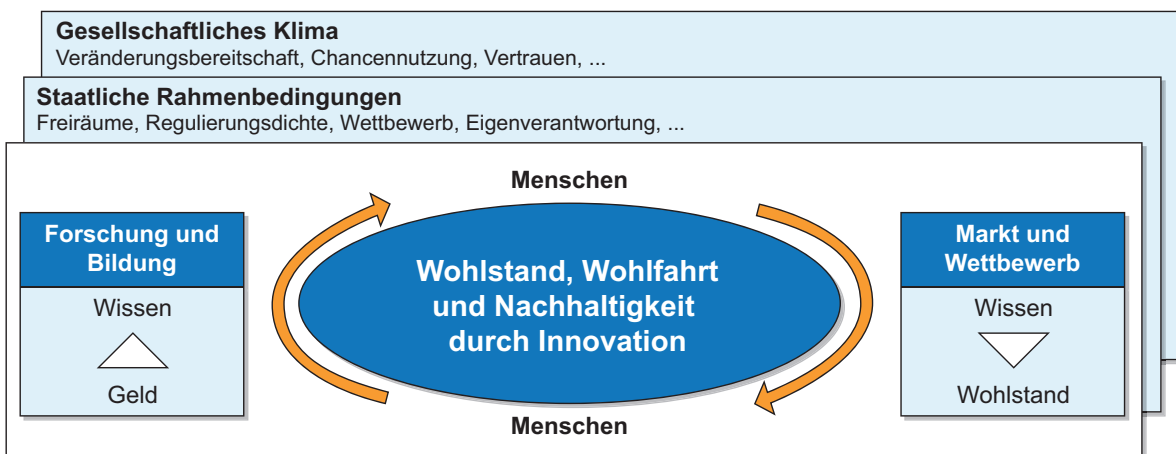 Gesellschaftliches Klima
Veränderungsbereitschaft, Chancennutzung, Vertrauen, ...
Staatliche Rahmenbedingungen
Freiräume, Regulierungsdichte, Wettbewerb, Eigenverantwortung, ...
Menschen
Forschung und
Bildung
Wissen
Geld
Wohlstand, Wohlfahrt
und Nachhaltigkeit
durch Innovation
Markt und
Wettbewerb
Wissen
Wohlstand
Menschen